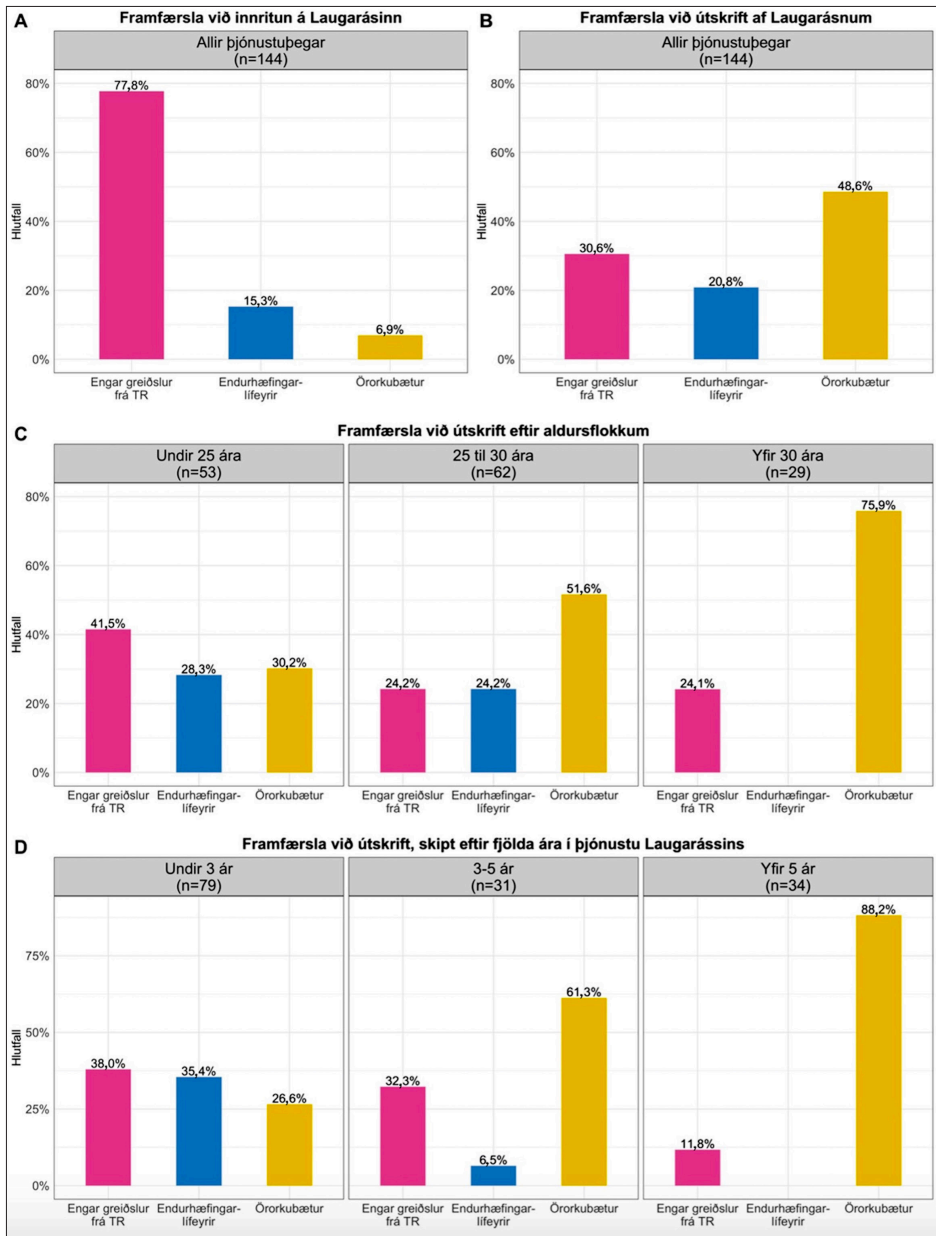 A
Framfærsla við innritun á Laugarásinn
Allir þjónustuþegar
(n=144)
Hlutfall
80%
60%
40%
20%
0%
77,8%
15,3%
6,9%
Engar greiðslur
frá TR
Endurhæfingar-
lífeyrir
Örorkubætur
B
Framfærsla við útskrift af Laugarásnum
Allir þjónustuþegar
(n=144)
Hlutfall
80%
60%
40%
20%
0%
30,6%
20,8%
48,6%
Engar greiðslur
frá TR
Endurhæfingar-
lífeyrir
Örorkubætur
C
Framfærsla við útskrift eftir aldursflokkum
Hlutfall
80%
60%
40%
20%
0%
Undir 25 ára
(n=53)
41,5%
28,3%
30,2%
Engar greiðslur
frá TR
Endurhæfingar-
lífeyrir
Örorkubætur
25 til 30 ára
(n=62)
24,2%
24,2%
51,6%
Engar greiðslur
frá TR
Endurhæfingar-
lífeyrir
Örorkubætur
Yfir 30 ára
(n=29)
24,1%
75,9%
Engar greiðslur
frá TR
Endurhæfingar-
lífeyrir
Örorkubætur
D
Framfærsla við útskrift, skipt eftir fjölda ára í þjónustu Laugarássins
Hlutfall
75%
50%
25%
0%
Undir 3 ár
(n=79)
38,0%
35,4%
26,6%
Engar greiðslur
frá TR
Endurhæfingar-
lífeyrir
Örorkubætur
3-5 ár
(n=31)
32,3%
6,5%
61,3%
Engar greiðslur
frá TR
Endurhæfingar-
lífeyrir
Örorkubætur
Yfir 5 ár
(n=34)
11,8%
88,2%
Engar greiðslur
frá TR
Endurhæfingar-
lífeyrir
Örorkubætur